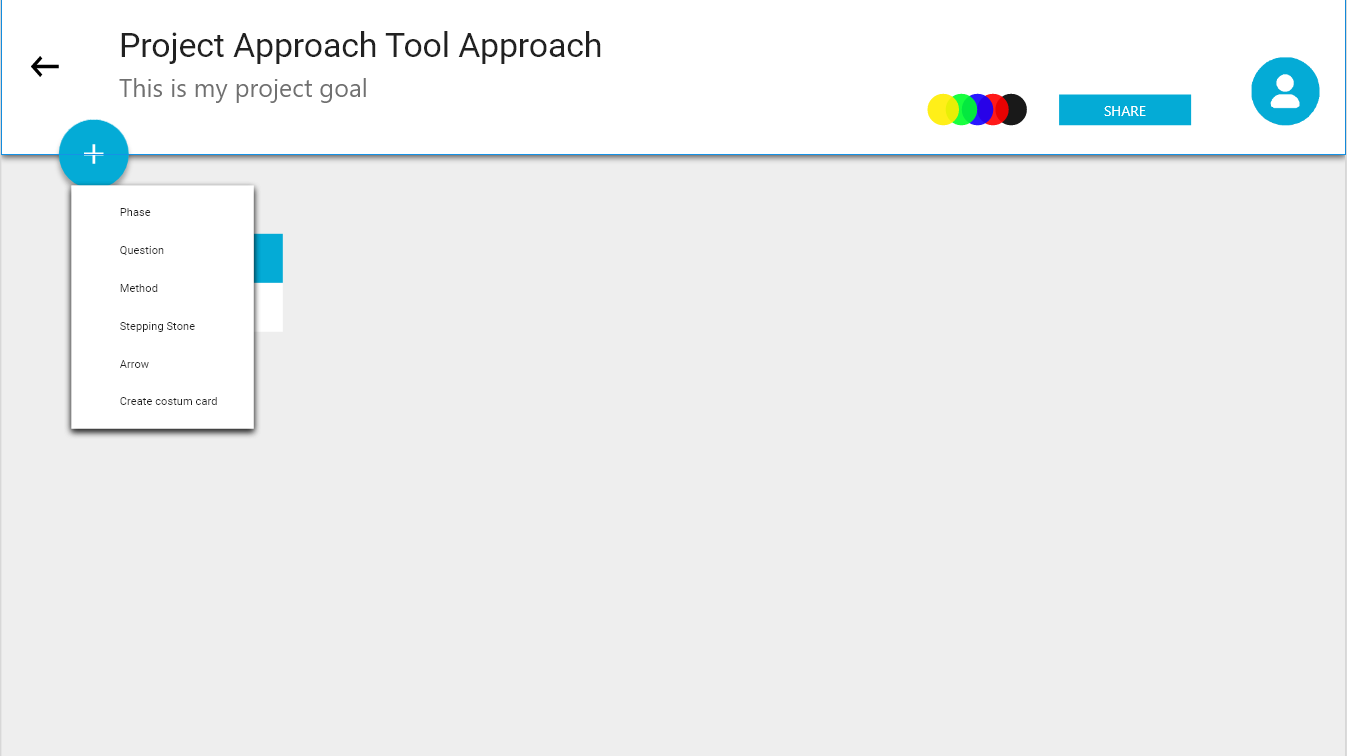 Project Approach Tool Approach
This is my project goal
SHARE
Phase
Question
Method
Stepping Stone
Arrow
Create costum card